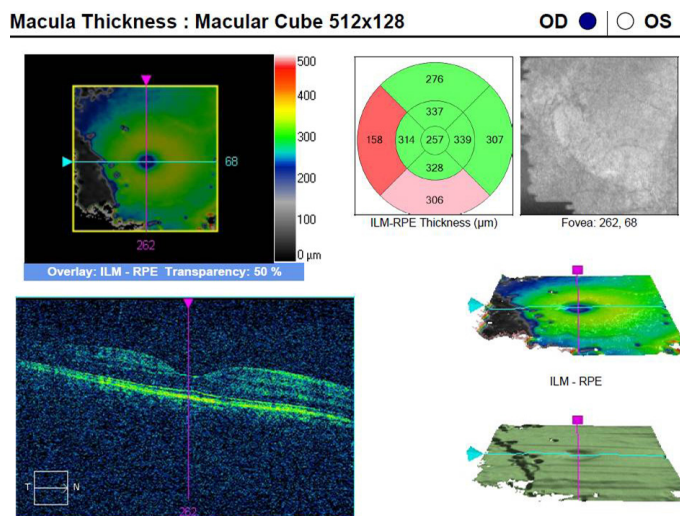 Macula Thickness : Macular Cube 512x128 OD OS
500
400
300
200
100
0 µm
68
262
Overlay: ILM - RPE Transparency: 50 %
276
337
158 314 257 339 307
328
306
ILM-RPE Thickness (µm)
Fovea: 262, 68
ILM - RPE
T N
262